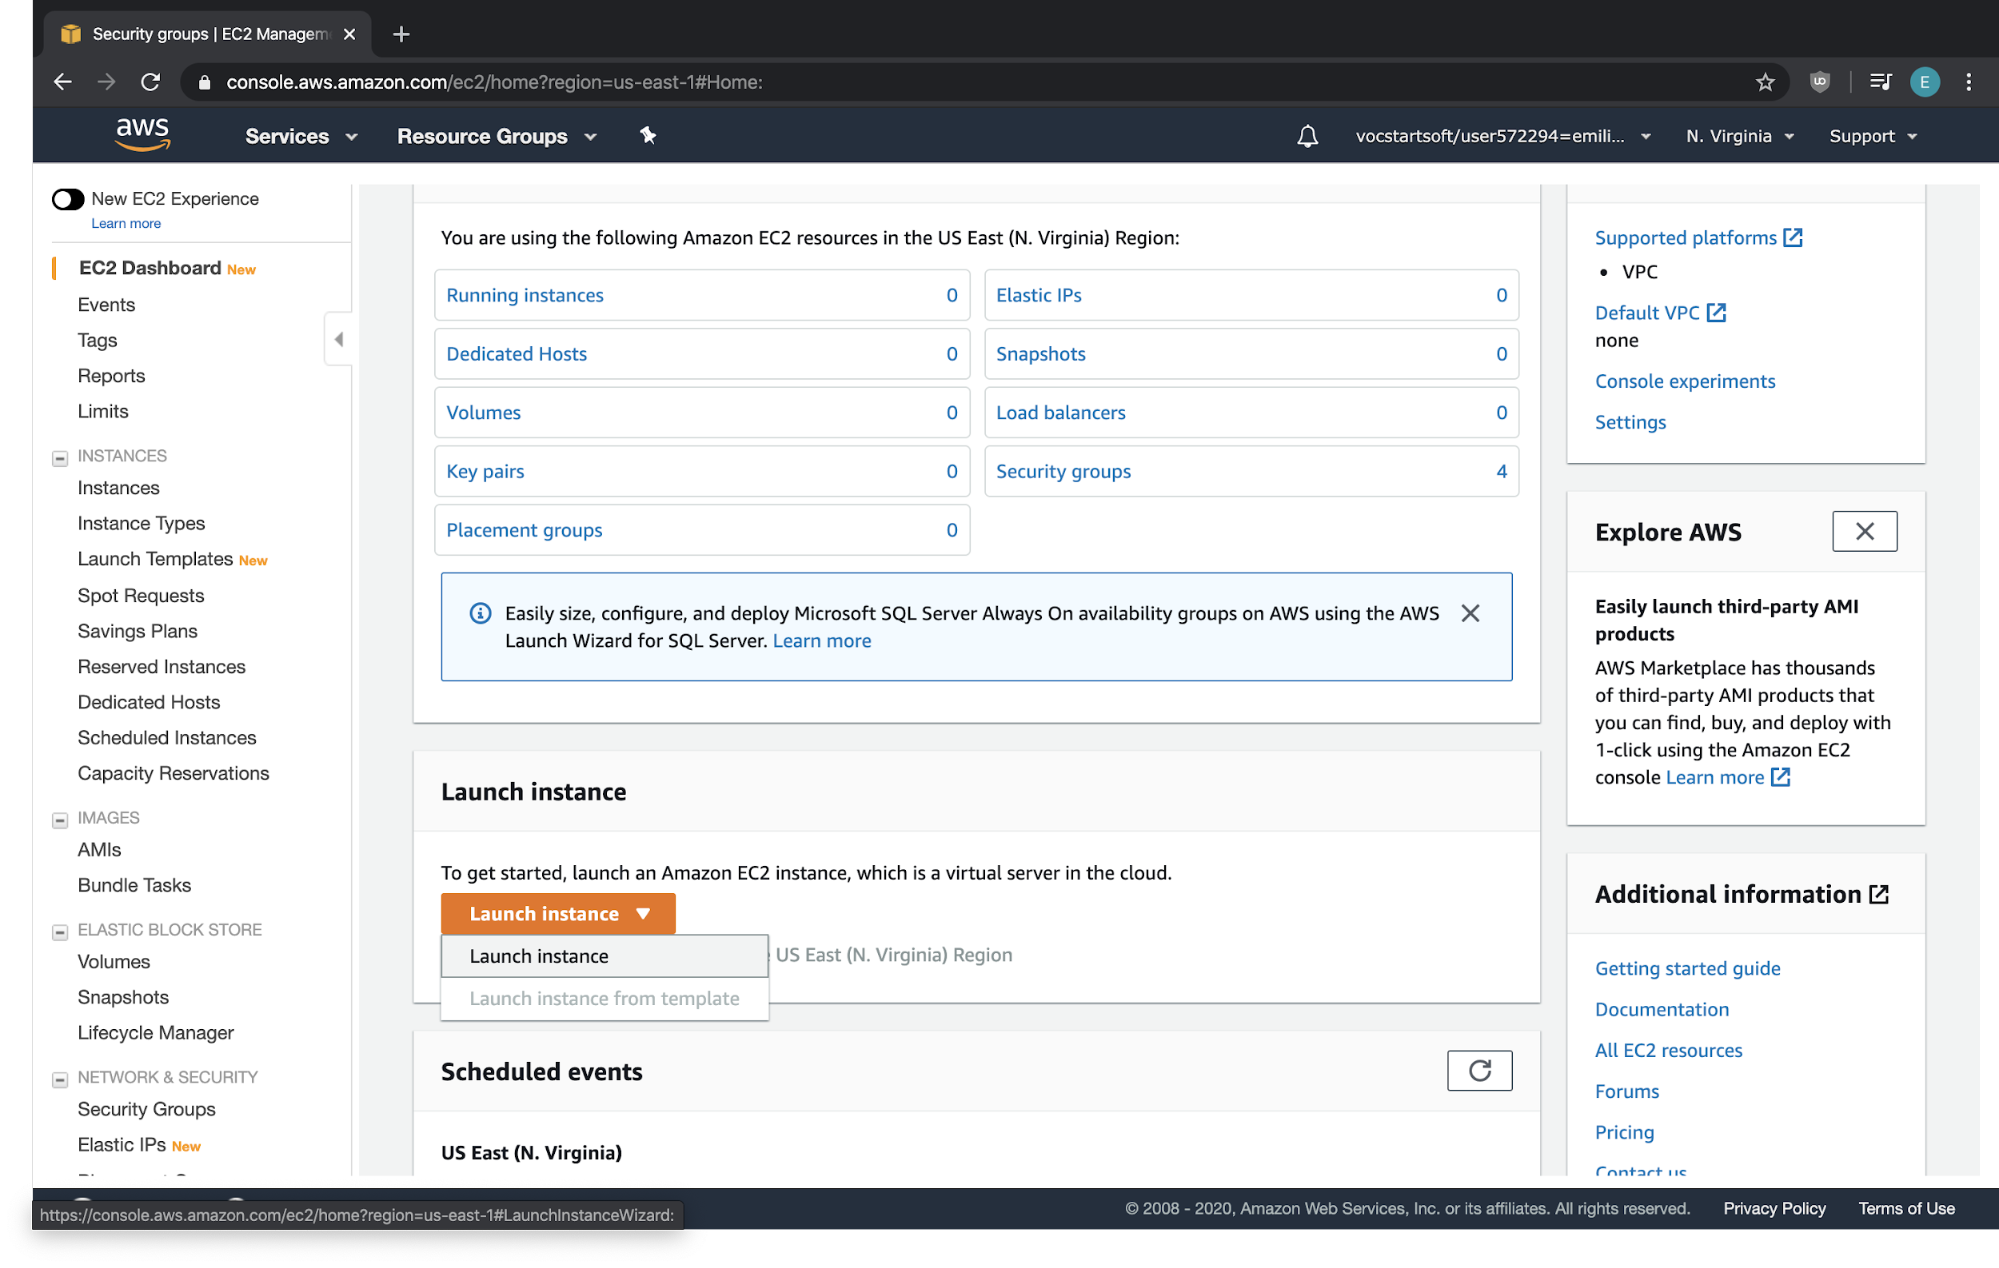 Security groups | EC2 Managem
console.aws.amazon.com/ec2/home?region=us-east-1#Home:
E
aws
Services
Resource Groups
vocstartsoft/user572294=emili...
N. Virginia
Support
New EC2 Experience
Learn more
EC2 Dashboard New
Events
Tags
Reports
Limits
INSTANCES
Instances
Instance Types
Launch Templates New
Spot Requests
Savings Plans
Reserved Instances
Dedicated Hosts
Scheduled Instances
Capacity Reservations
IMAGES
AMIs
Bundle Tasks
ELASTIC BLOCK STORE
Volumes
Snapshots
Lifecycle Manager
NETWORK & SECURITY
Security Groups
Elastic IPs New
You are using the following Amazon EC2 resources in the US East (N. Virginia) Region:
Running instances 0
Elastic IPs 0
Dedicated Hosts 0
Snapshots 0
Volumes 0
Load balancers 0
Key pairs 0
Security groups 4
Placement groups 0
Easily size, configure, and deploy Microsoft SQL Server Always On availability groups on AWS using the AWS
Launch Wizard for SQL Server. Learn more
Launch instance
To get started, launch an Amazon EC2 instance, which is a virtual server in the cloud.
Launch instance
Launch instance
US East (N. Virginia) Region
Launch instance from template
Scheduled events
US East (N. Virginia)
Supported platforms
• VPC
Default VPC
none
Console experiments
Settings
Explore AWS
Easily launch third-party AMI
products
AWS Marketplace has thousands
of third-party AMI products that
you can find, buy, and deploy with
1-click using the Amazon EC2
console Learn more
Additional information
Getting started guide
Documentation
All EC2 resources
Forums
Pricing
Contact us
https://console.aws.amazon.com/ec2/home?region=us-east-1#LaunchInstanceWizard:
© 2008 - 2020, Amazon Web Services, Inc. or its affiliates. All rights reserved.
Privacy Policy
Terms of Use